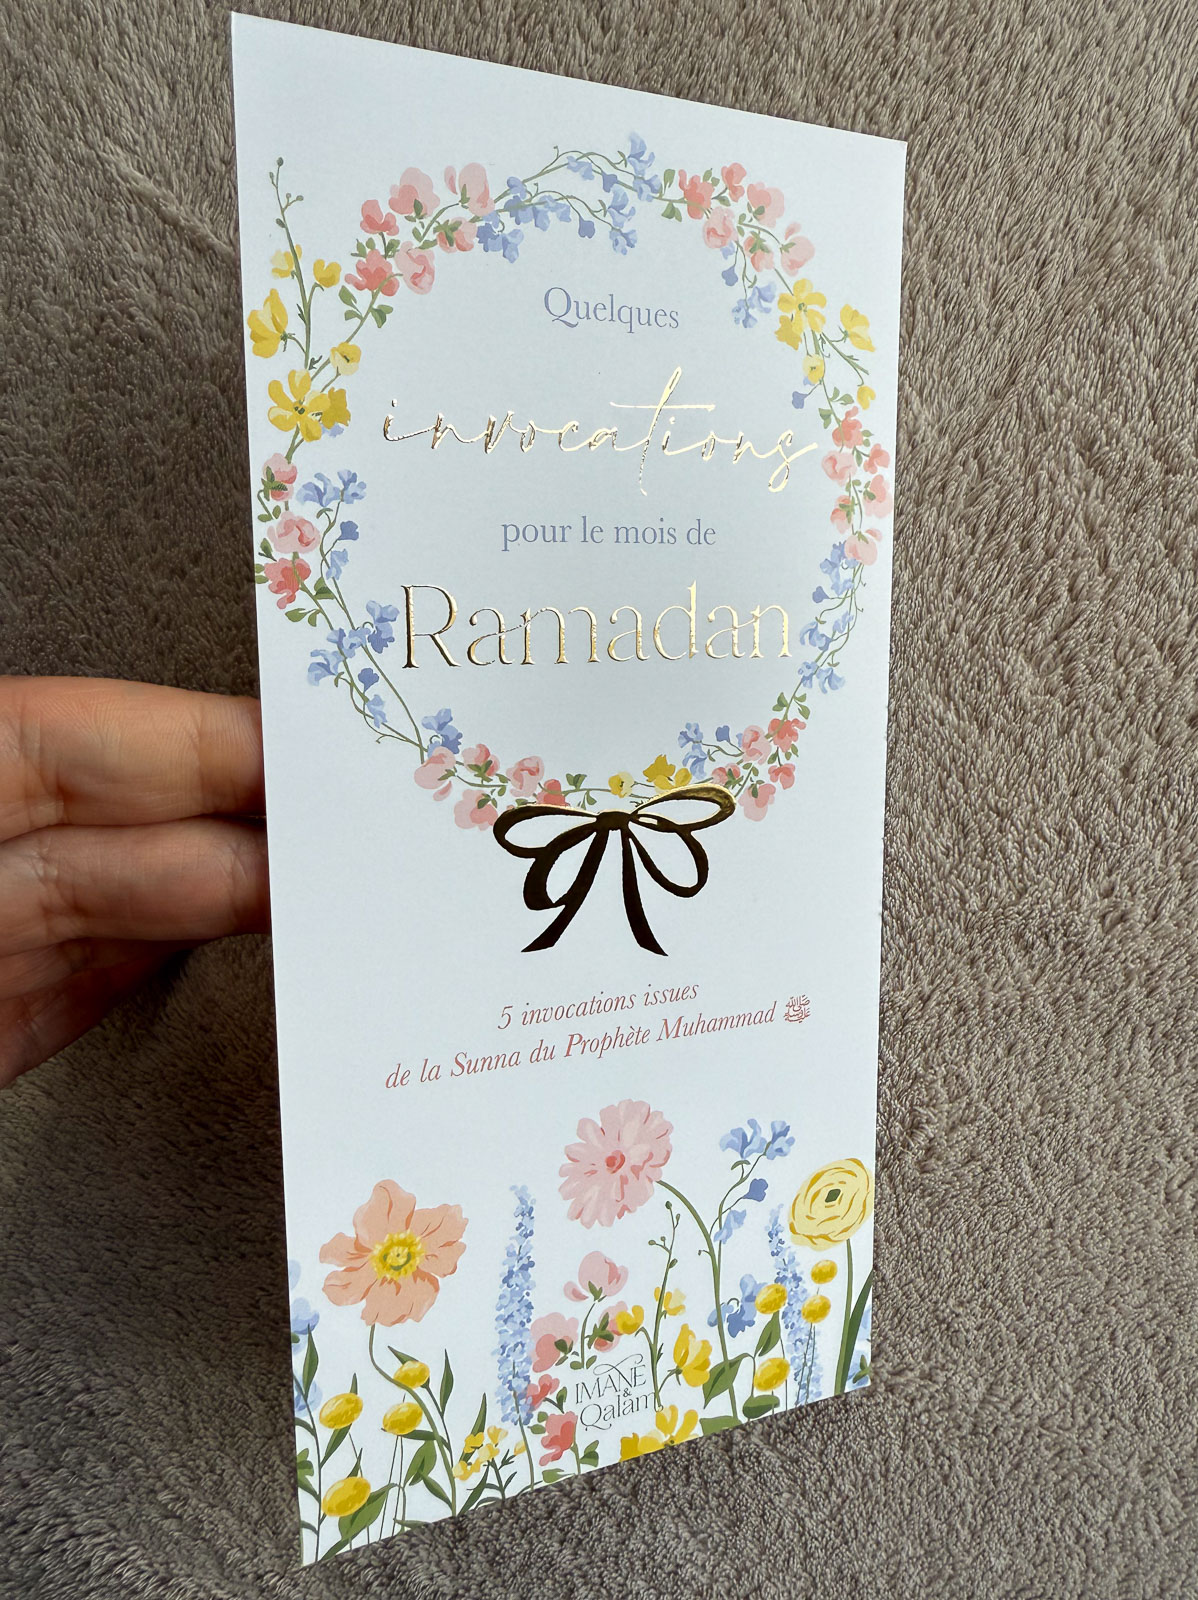 Quelques
invocations
pour le mois de
Ramadan
5 invocations issues
de la Sunna du Prophète Muhammad ﷺ
IMANE
&
Qalam